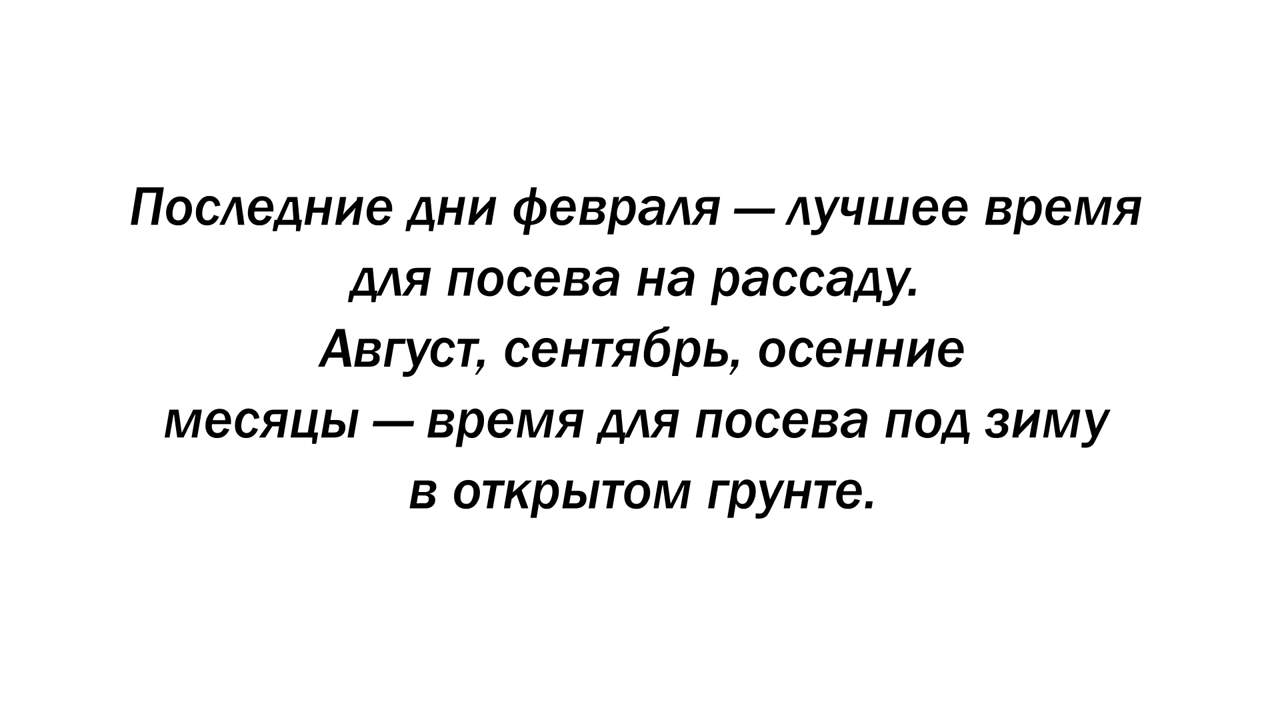 Последние дни февраля — лучшее время
для посева на рассаду.
Август, сентябрь, осенние
месяцы — время для посева под зиму
в открытом грунте.